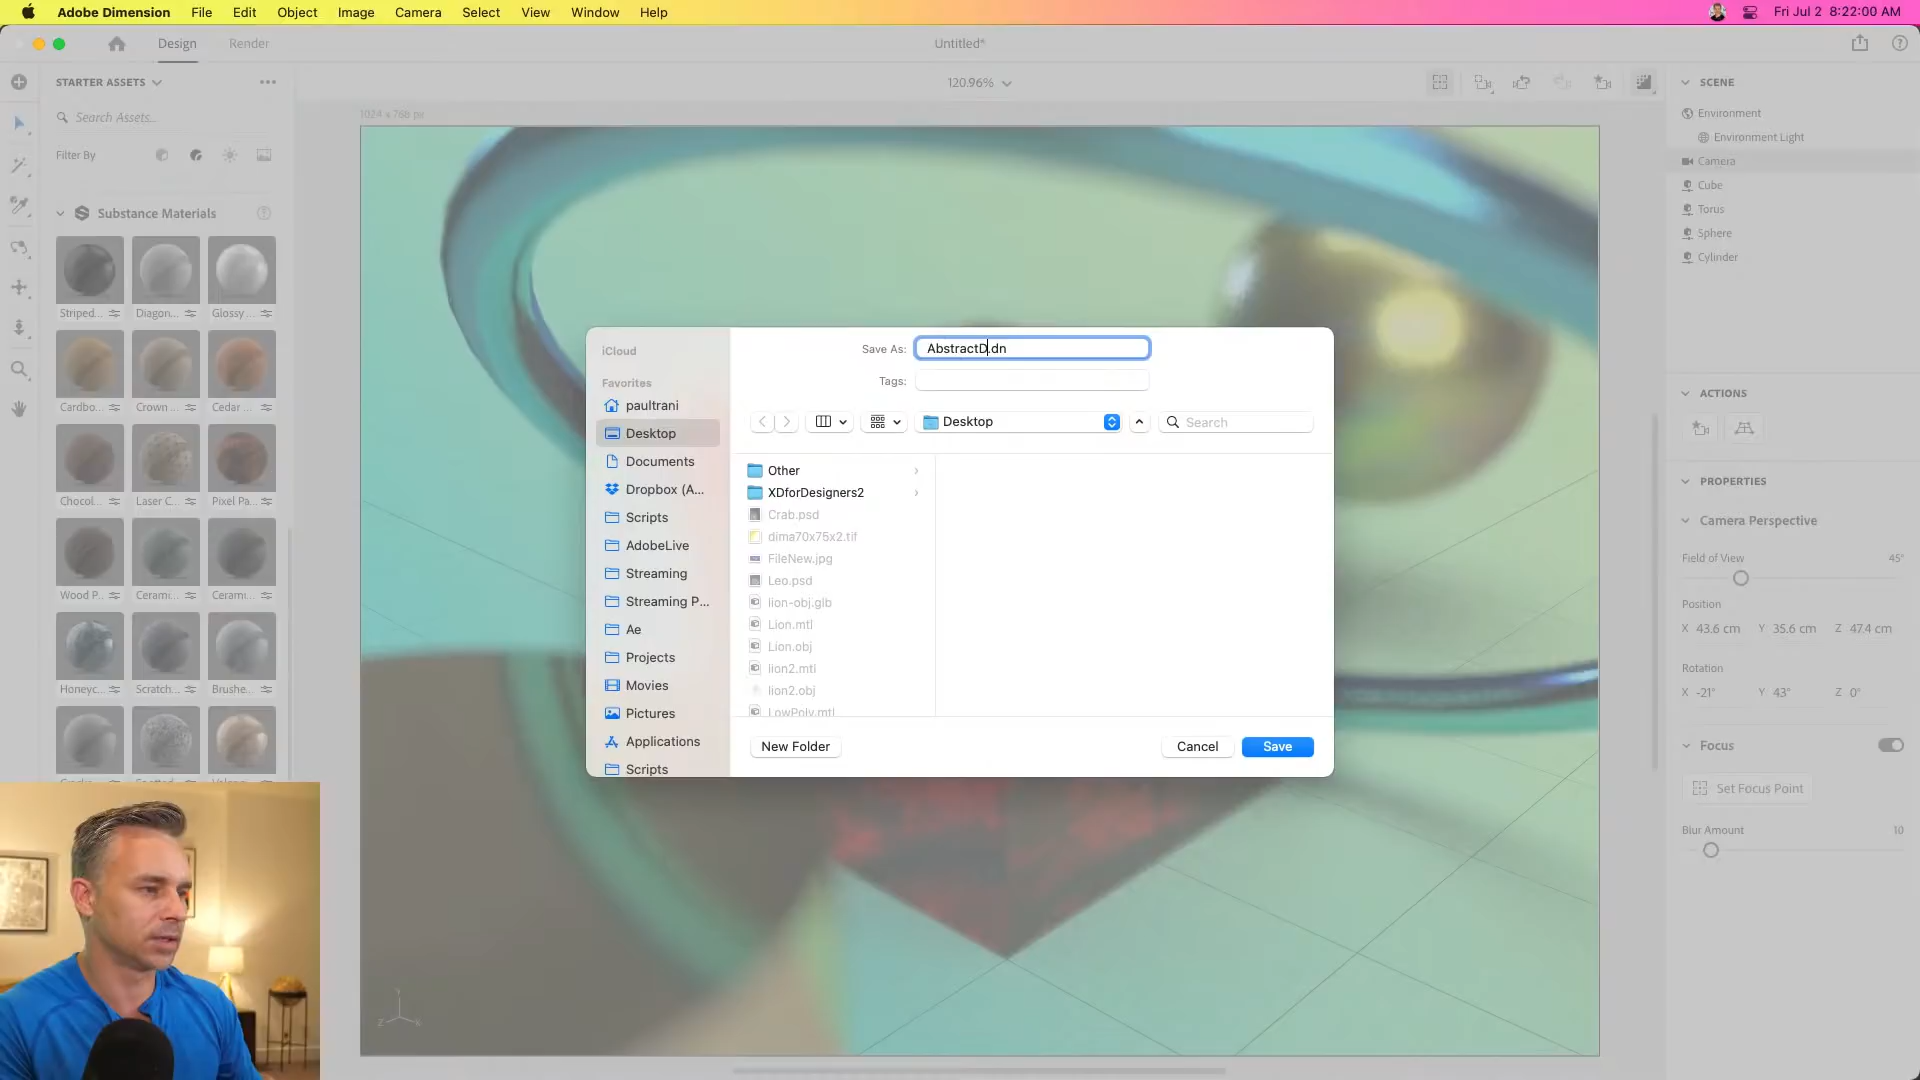 Adobe Dimension File Edit Object Image Camera Select View Window Help
Fri Jul 2 8:22:00 AM
Design Render
Untitled*
STARTER ASSETS
120.96%
SCENE
Search Assets...
1024 x 768 px
Environment
Environment Light
Filter By
Camera
Cube
Torus
Sphere
Cylinder
Substance Materials
Striped... Diagon... Glossy ...
Cardbo... Crown ... Cedar ...
Chocol... Laser C... Pixel Pa...
Wood P... Cerami... Cerami...
Honeyc... Scratch... Brushe...
iCloud
Favorites
paultrani
Desktop
Documents
Dropbox (A...
Scripts
AdobeLive
Streaming
Streaming P...
Ae
Projects
Movies
Pictures
Applications
Scripts
Save As: AbstractD.dn
Tags:
Desktop
Search
Other
XDforDesigners2
Crab.psd
dima70x75x2.tif
FileNew.jpg
Leo.psd
lion-obj.glb
Lion.mtl
Lion.obj
lion2.mtl
lion2.obj
LowPoly.mtl
New Folder
Cancel
Save
ACTIONS
PROPERTIES
Camera Perspective
Field of View 45°
Position
X 43.6 cm Y 35.6 cm Z 47.4 cm
Rotation
X -21° Y 43° Z 0°
Focus
Set Focus Point
Blur Amount 10
Y
Z X